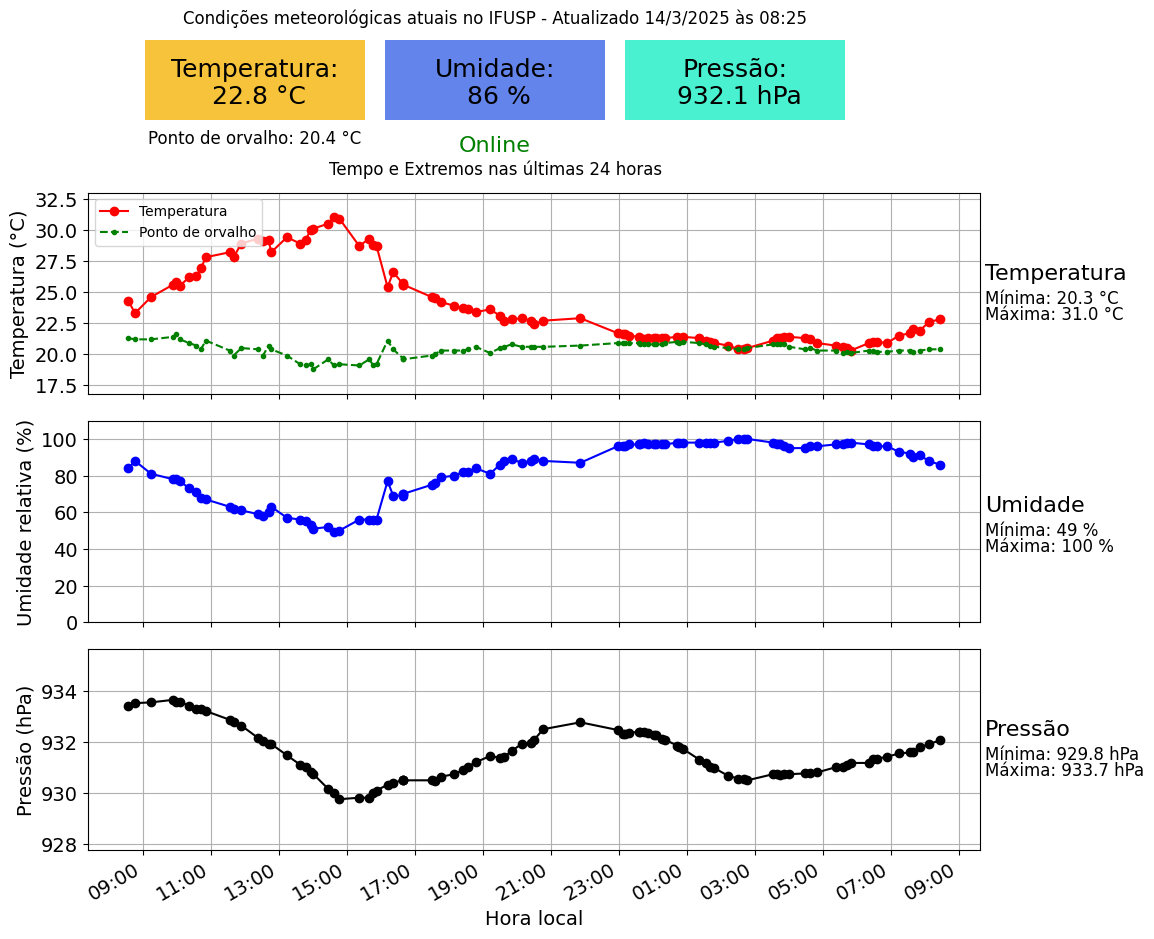 Condições meteorológicas atuais no IFUSP - Atualizado 14/3/2025 às 08:25
Temperatura:
22.8 °C
Umidade:
86 %
Pressão:
932.1 hPa
Ponto de orvalho: 20.4 °C
Online
Tempo e Extremos nas últimas 24 horas
Temperatura (°C)
32.5
30.0
27.5
25.0
22.5
20.0
17.5
Temperatura
Ponto de orvalho
Temperatura
Mínima: 20.3 °C
Máxima: 31.0 °C
Umidade relativa (%)
100
80
60
40
20
0
Umidade
Mínima: 49 %
Máxima: 100 %
Pressão (hPa)
934
932
930
928
Pressão
Mínima: 929.8 hPa
Máxima: 933.7 hPa
09:00
11:00
13:00
15:00
17:00
19:00
21:00
23:00
01:00
03:00
05:00
07:00
09:00
Hora local